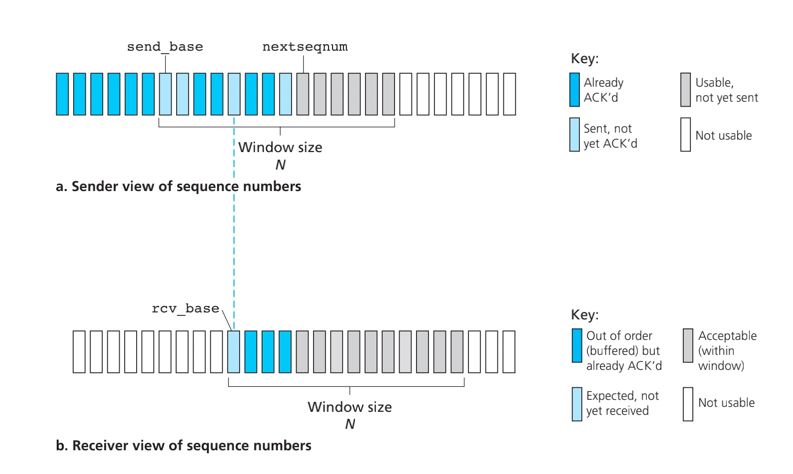 send_base
nextseqnum
Window size
N
Key:
Already
ACK’d
Usable,
not yet sent
Sent, not
yet ACK’d
Not usable
a. Sender view of sequence numbers
rcv_base
Window size
N
Key:
Out of order
(buffered) but
already ACK’d
Acceptable
(within
window)
Expected, not
yet received
Not usable
b. Receiver view of sequence numbers